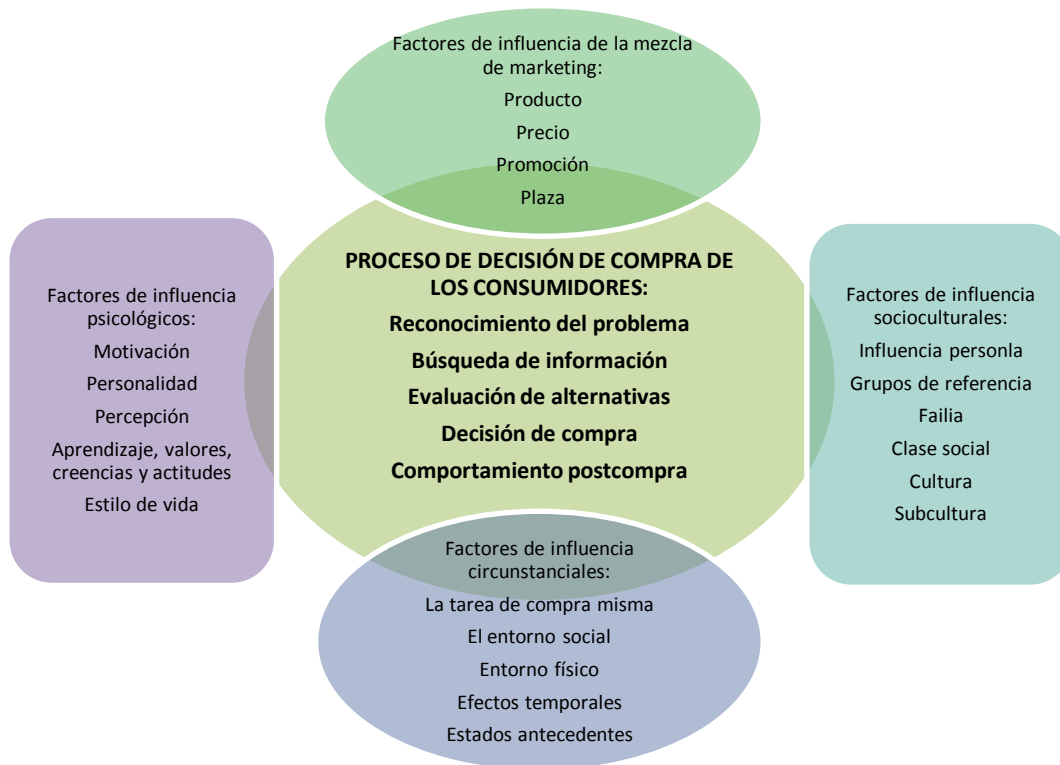 Factores de influencia de la mezcla
de marketing:
Producto
Precio
Promoción
Plaza
PROCESO DE DECISIÓN DE COMPRA DE
LOS CONSUMIDORES:
Reconocimiento del problema
Búsqueda de información
Evaluación de alternativas
Decisión de compra
Comportamiento postcompra
Factores de influencia
psicológicos:
Motivación
Personalidad
Percepción
Aprendizaje, valores,
creencias y actitudes
Estilo de vida
Factores de influencia
socioculturales:
Influencia personla
Grupos de referencia
Failia
Clase social
Cultura
Subcultura
Factores de influencia
circunstanciales:
La tarea de compra misma
El entorno social
Entorno físico
Efectos temporales
Estados antecedentes